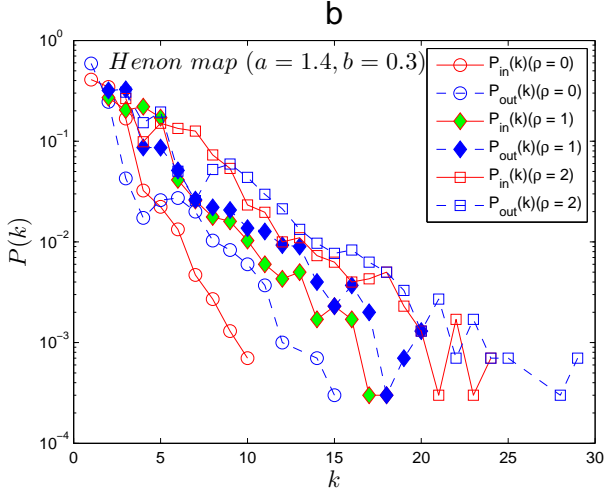 b
Henon map (a = 1.4, b = 0.3)
P_in(k)(ρ = 0)
P_out(k)(ρ = 0)
P_in(k)(ρ = 1)
P_out(k)(ρ = 1)
P_in(k)(ρ = 2)
P_out(k)(ρ = 2)
P(k)
10^0
10^−1
10^−2
10^−3
10^−4
0 5 10 15 20 25 30
k